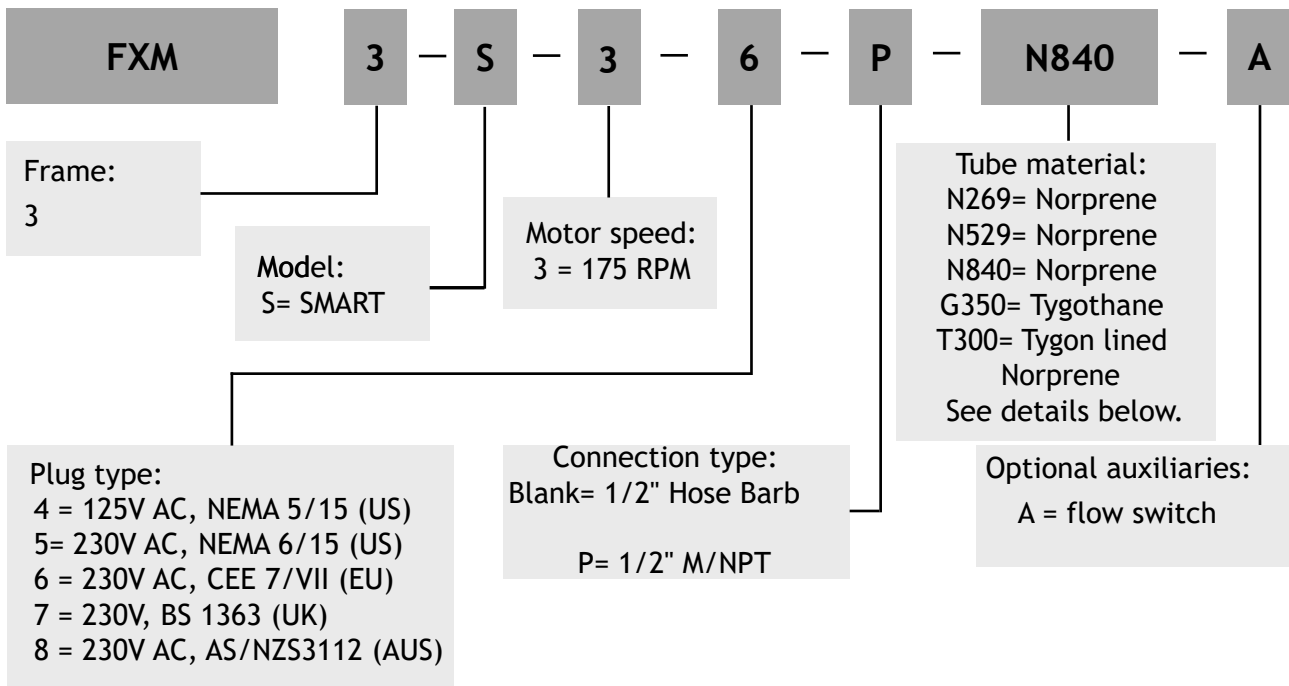 FXM 3 – S – 3 – 6 – P – N840 – A
Frame:
3
Model:
S= SMART
Motor speed:
3 = 175 RPM
Tube material:
N269= Norprene
N529= Norprene
N840= Norprene
G350= Tygothane
T300= Tygon lined
Norprene
See details below.
Plug type:
4 = 125V AC, NEMA 5/15 (US)
5= 230V AC, NEMA 6/15 (US)
6 = 230V AC, CEE 7/VII (EU)
7 = 230V, BS 1363 (UK)
8 = 230V AC, AS/NZS3112 (AUS)
Connection type:
Blank= 1/2" Hose Barb
P= 1/2" M/NPT
Optional auxiliaries:
A = flow switch